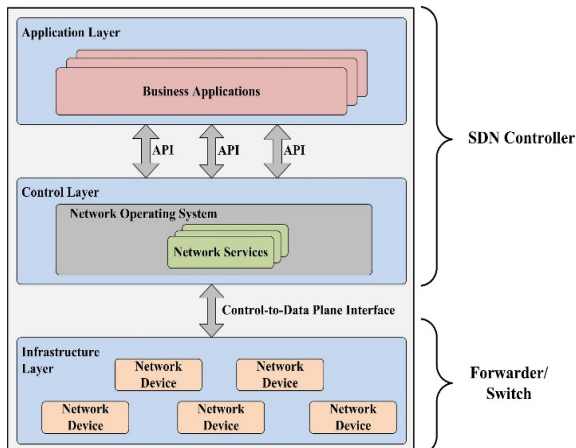 Application Layer
Business Applications
API
API
API
SDN Controller
Control Layer
Network Operating System
Network Services
Control-to-Data Plane Interface
Infrastructure
Layer
Network
Device
Network
Device
Forwarder/
Switch
Network
Device
Network
Device
Network
Device